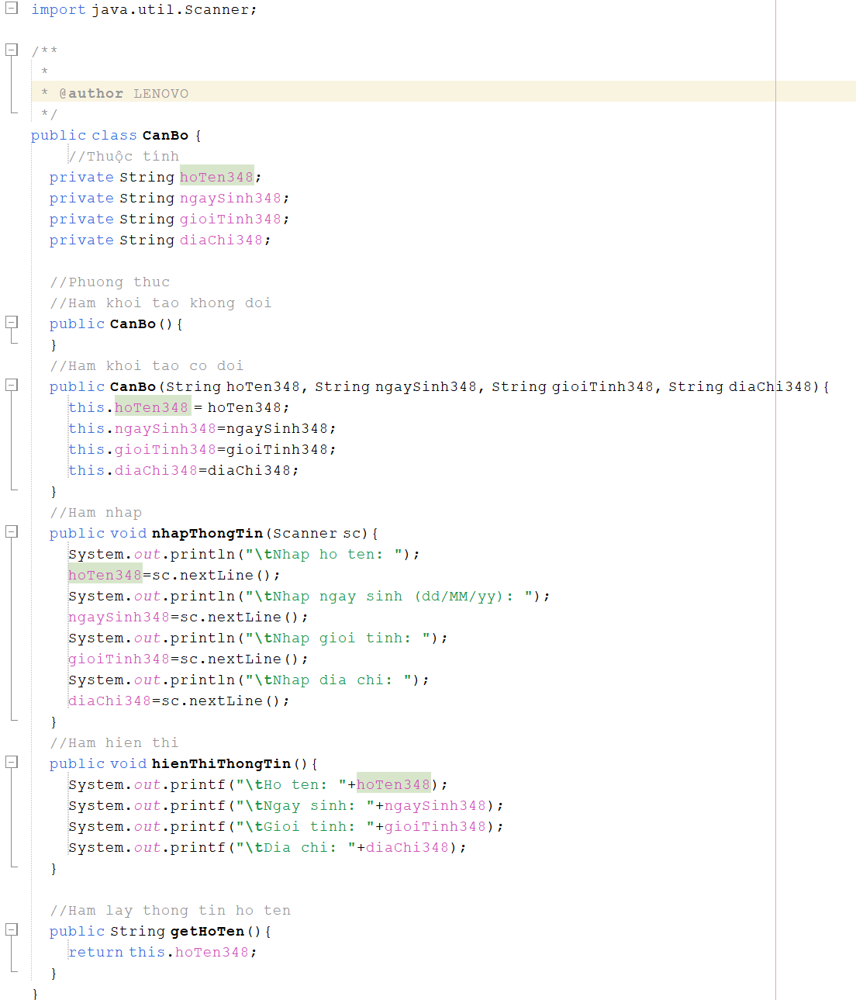 import java.util.Scanner;
/**
*
* @author LENOVO
*/
public class CanBo {
//Thuộc tính
private String hoTen348;
private String ngaySinh348;
private String gioiTinh348;
private String diaChi348;
//Phuong thuc
//Ham khoi tao khong doi
public CanBo(){
}
//Ham khoi tao co doi
public CanBo(String hoTen348, String ngaySinh348, String gioiTinh348, String diaChi348){
this.hoTen348 = hoTen348;
this.ngaySinh348=ngaySinh348;
this.gioiTinh348=gioiTinh348;
this.diaChi348=diaChi348;
}
//Ham nhap
public void nhapThongTin(Scanner sc){
System.out.println("\tNhap ho ten: ");
hoTen348=sc.nextLine();
System.out.println("\tNhap ngay sinh (dd/MM/yy): ");
ngaySinh348=sc.nextLine();
System.out.println("\tNhap gioi tinh: ");
gioiTinh348=sc.nextLine();
System.out.println("\tNhap dia chi: ");
diaChi348=sc.nextLine();
}
//Ham hien thi
public void hienThiThongTin(){
System.out.printf("\tHo ten: "+hoTen348);
System.out.printf("\tNgay sinh: "+ngaySinh348);
System.out.printf("\tGioi tinh: "+gioiTinh348);
System.out.printf("\tDia chi: "+diaChi348);
}
//Ham lay thong tin ho ten
public String getHoTen(){
return this.hoTen348;
}
}